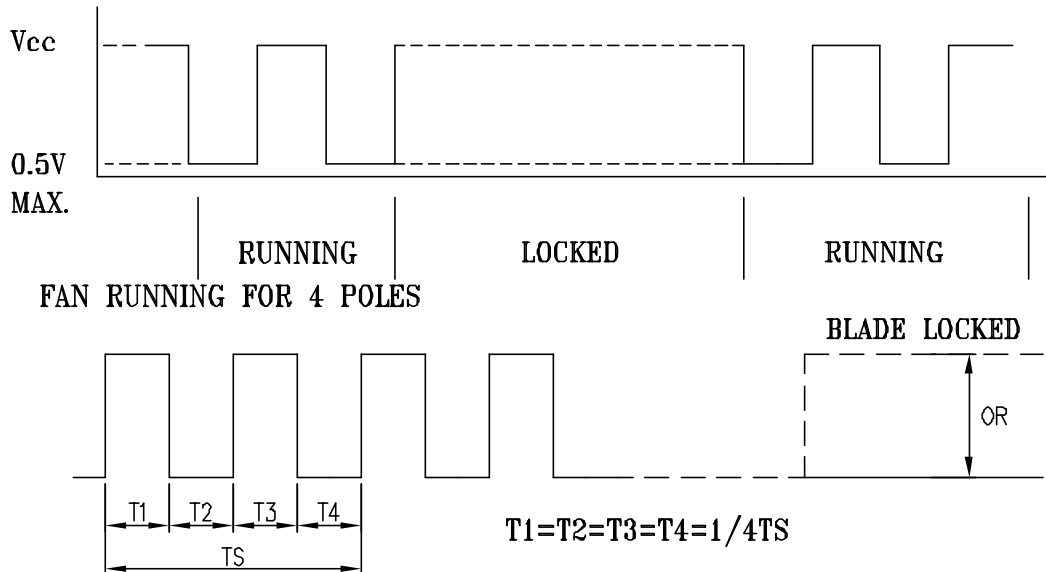 Vcc
0.5V
MAX.
RUNNING LOCKED RUNNING
FAN RUNNING FOR 4 POLES
BLADE LOCKED
OR
T1 T2 T3 T4
T1=T2=T3=T4=1/4TS
TS